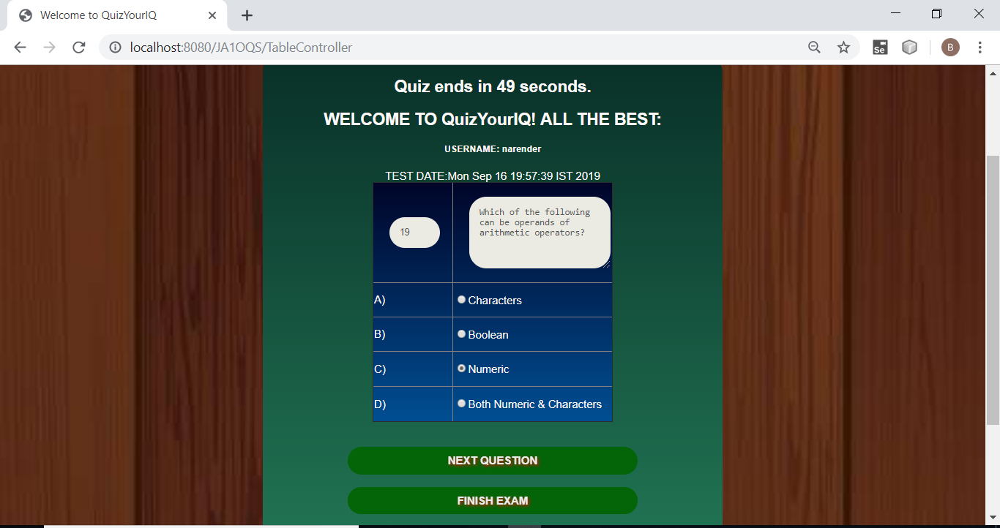 Welcome to QuizYourIQ
localhost:8080/JA1OQS/TableController
Se
B
Quiz ends in 49 seconds.
WELCOME TO QuizYourIQ! ALL THE BEST:
USERNAME: narender
TEST DATE:Mon Sep 16 19:57:39 IST 2019
19
Which of the following
can be operands of
arithmetic operators?
A) Characters
B) Boolean
C) Numeric
D) Both Numeric & Characters
NEXT QUESTION
FINISH EXAM